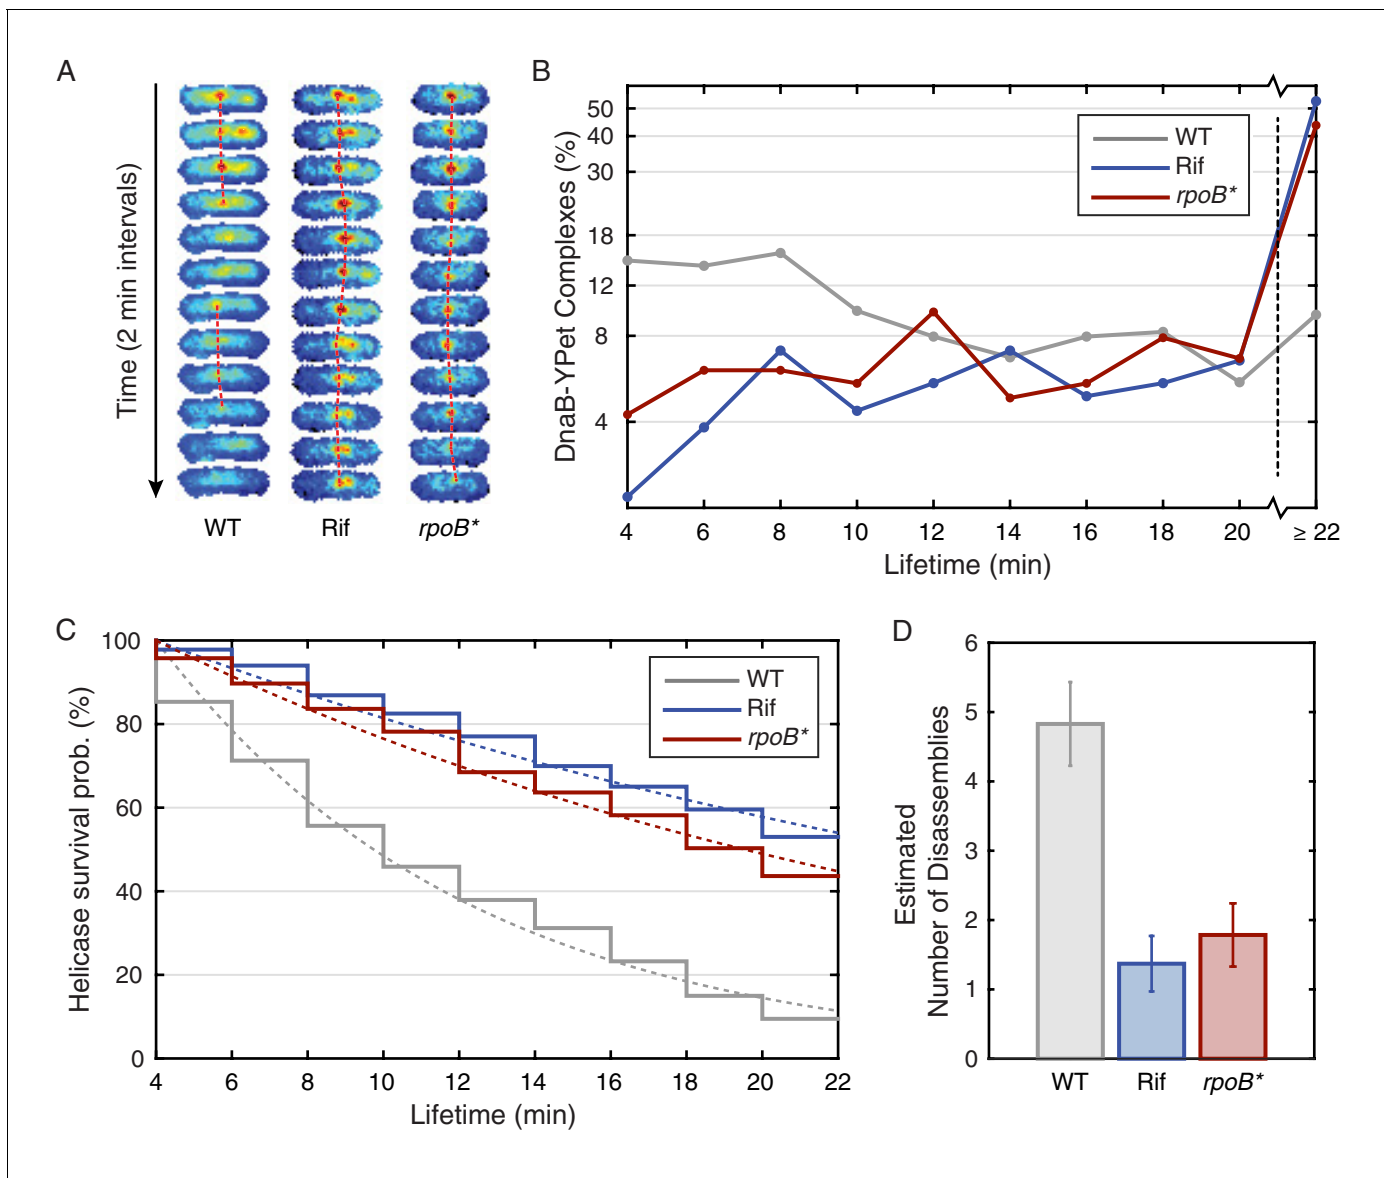 A
Time (2 min intervals)
WT
Rif
rpoB*
B
DnaB-YPet Complexes (%)
50
40
30
18
12
8
4
WT
Rif
rpoB*
4 6 8 10 12 14 16 18 20 ≥ 22
Lifetime (min)
C
Helicase survival prob. (%)
100
80
60
40
20
0
WT
Rif
rpoB*
4 6 8 10 12 14 16 18 20 22
Lifetime (min)
D
Estimated
Number of Disassemblies
6
5
4
3
2
1
0
WT Rif rpoB*